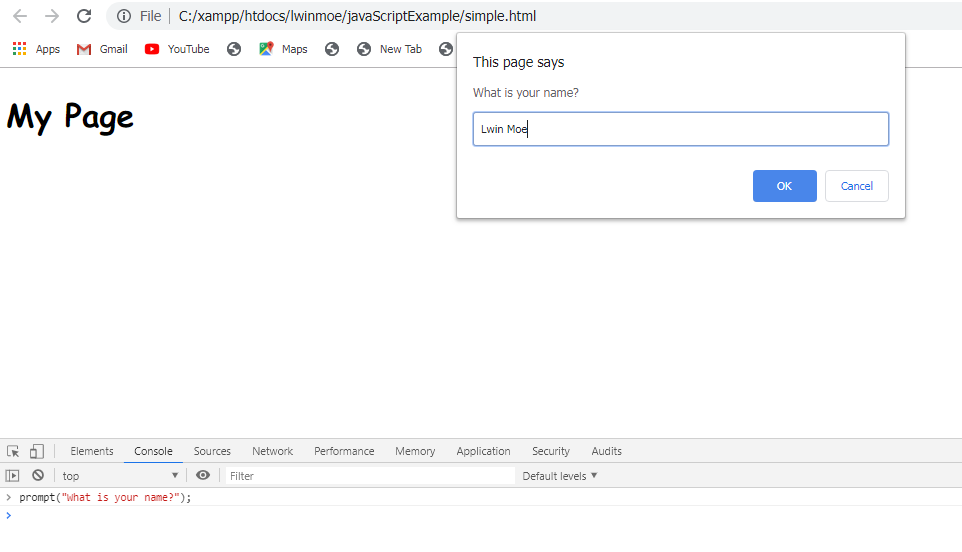 File C:/xampp/htdocs/lwinmoe/javaScriptExample/simple.html
Apps Gmail YouTube Maps New Tab
This page says
What is your name?
Lwin Moe
OK Cancel
My Page
Elements Console Sources Network Performance Memory Application Security Audits
top Filter Default levels
> prompt("What is your name?");
>